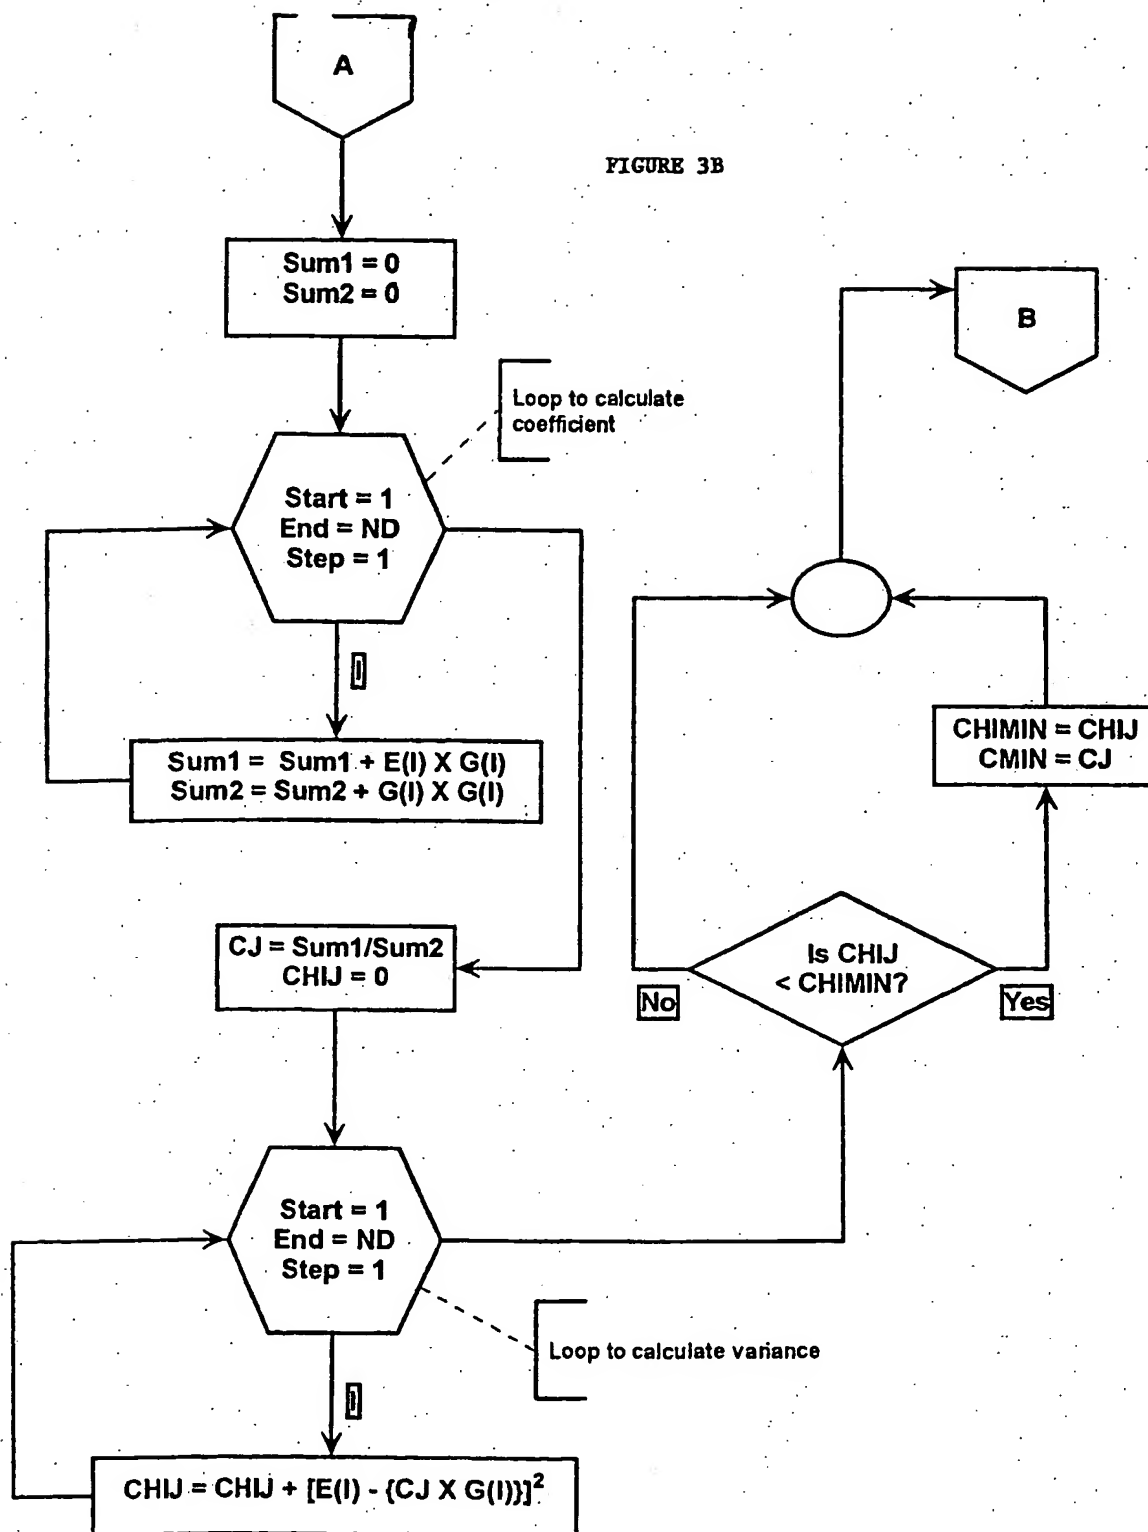 A
FIGURE 3B
Sum1 = 0
Sum2 = 0
B
Loop to calculate
coefficient
Start = 1
End = ND
Step = 1
I
Sum1 = Sum1 + E(I) X G(I)
Sum2 = Sum2 + G(I) X G(I)
CHIMIN = CHIJ
CMIN = CJ
CJ = Sum1/Sum2
CHIJ = 0
Is CHIJ
< CHIMIN?
No
Yes
Start = 1
End = ND
Step = 1
Loop to calculate variance
I
CHIJ = CHIJ + [E(I) - {CJ X G(I)}]²